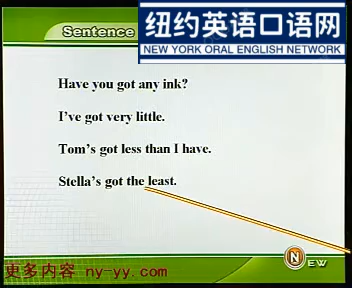 Sentence
纽约英语口语网
NEW YORK ORAL ENGLISH NETWORK
Have you got any ink?
I've got very little.
Tom's got less than I have.
Stella's got the least.
NEW
更多内容 ny-yy.com